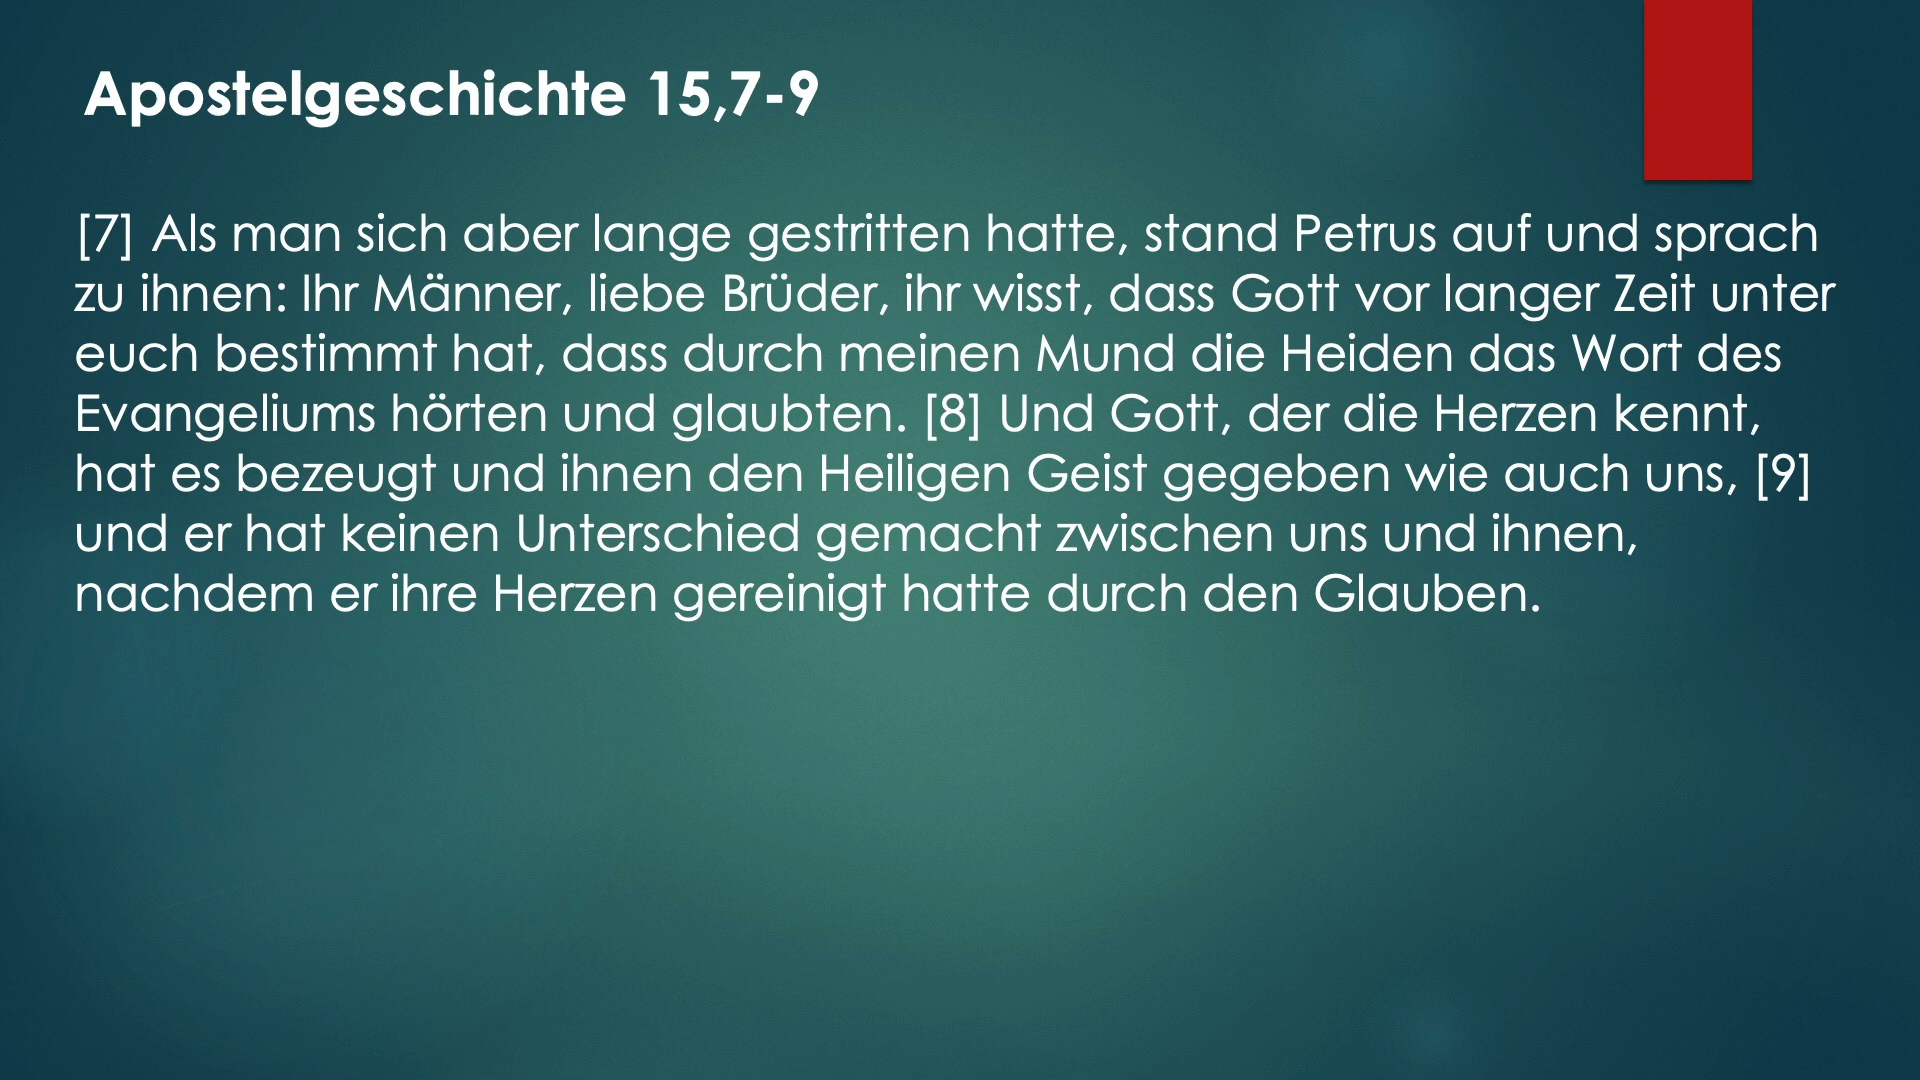 Apostelgeschichte 15,7-9
[7] Als man sich aber lange gestritten hatte, stand Petrus auf und sprach
zu ihnen: Ihr Männer, liebe Brüder, ihr wisst, dass Gott vor langer Zeit unter
euch bestimmt hat, dass durch meinen Mund die Heiden das Wort des
Evangeliums hörten und glaubten. [8] Und Gott, der die Herzen kennt,
hat es bezeugt und ihnen den Heiligen Geist gegeben wie auch uns, [9]
und er hat keinen Unterschied gemacht zwischen uns und ihnen,
nachdem er ihre Herzen gereinigt hatte durch den Glauben.